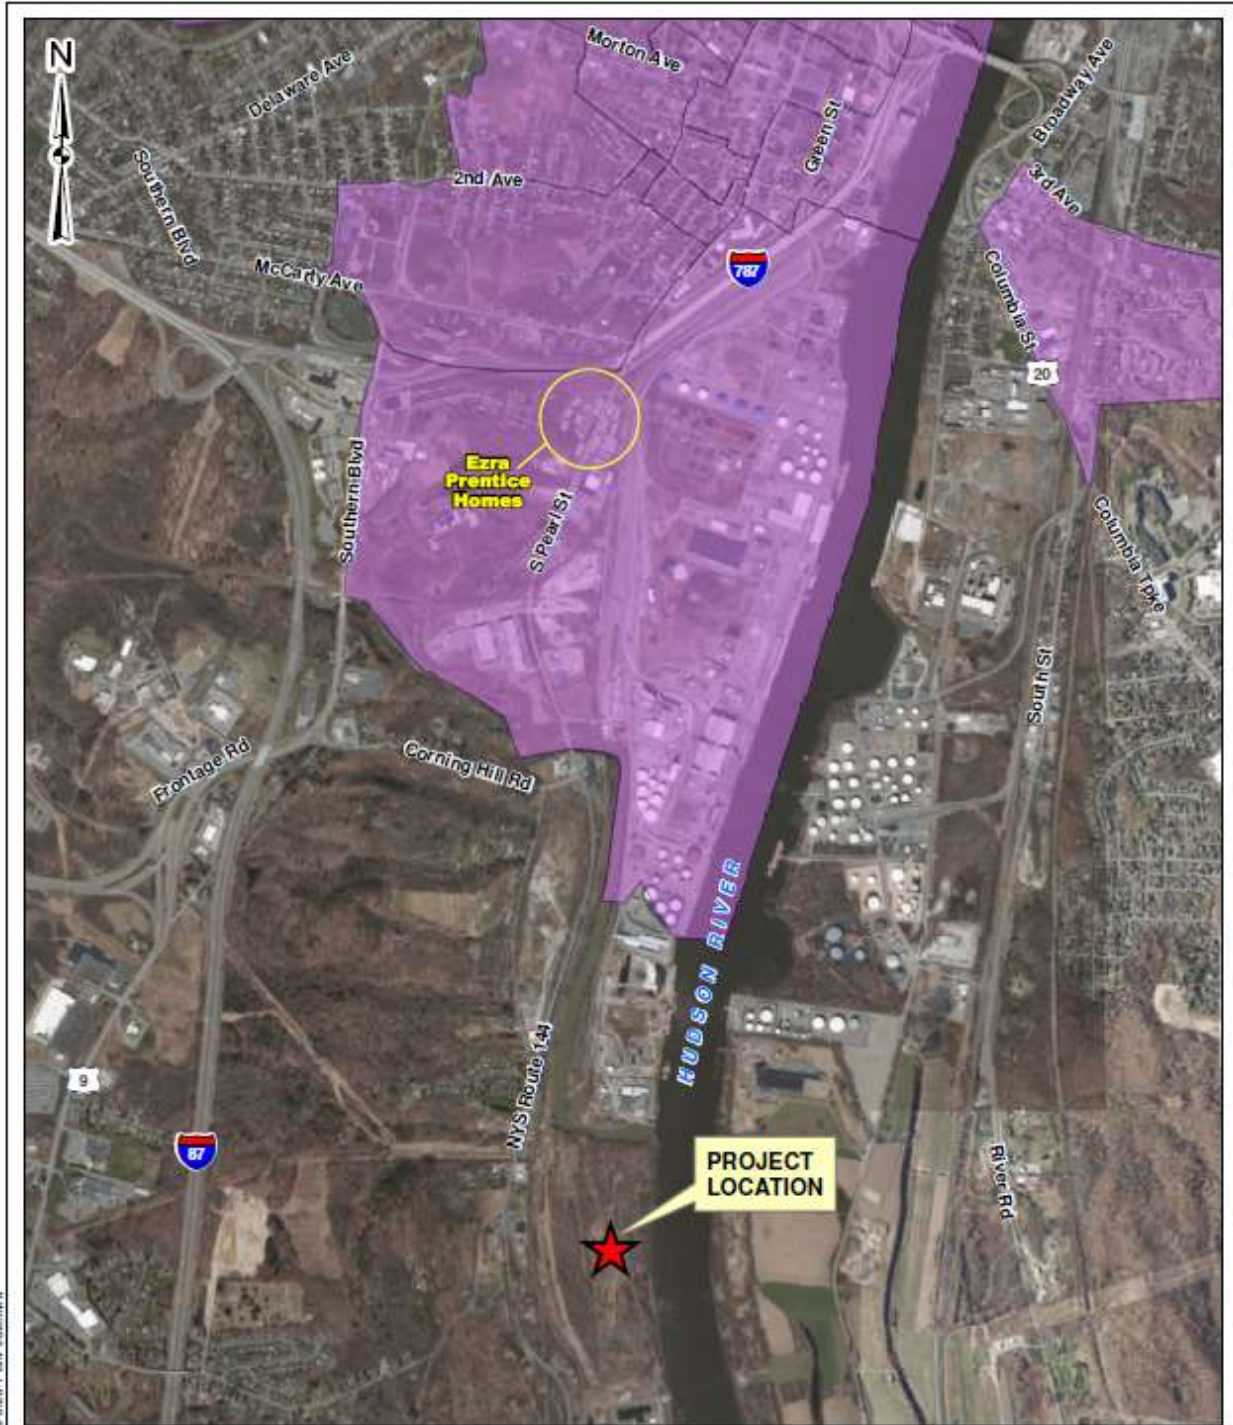 N
Morton Ave
Delaware Ave
Broadway Ave
Green St
Southern Blvd
2nd Ave
3rd Ave
McCarty Ave
787
Columbia St
20
Ezra
Prentice
Homes
Southern Blvd
S Pearl St
Columbia Tpke
South St
Frontage Rd
Corning Hill Rd
HUDSON RIVER
NYS Route 144
9
87
PROJECT
LOCATION
River Rd